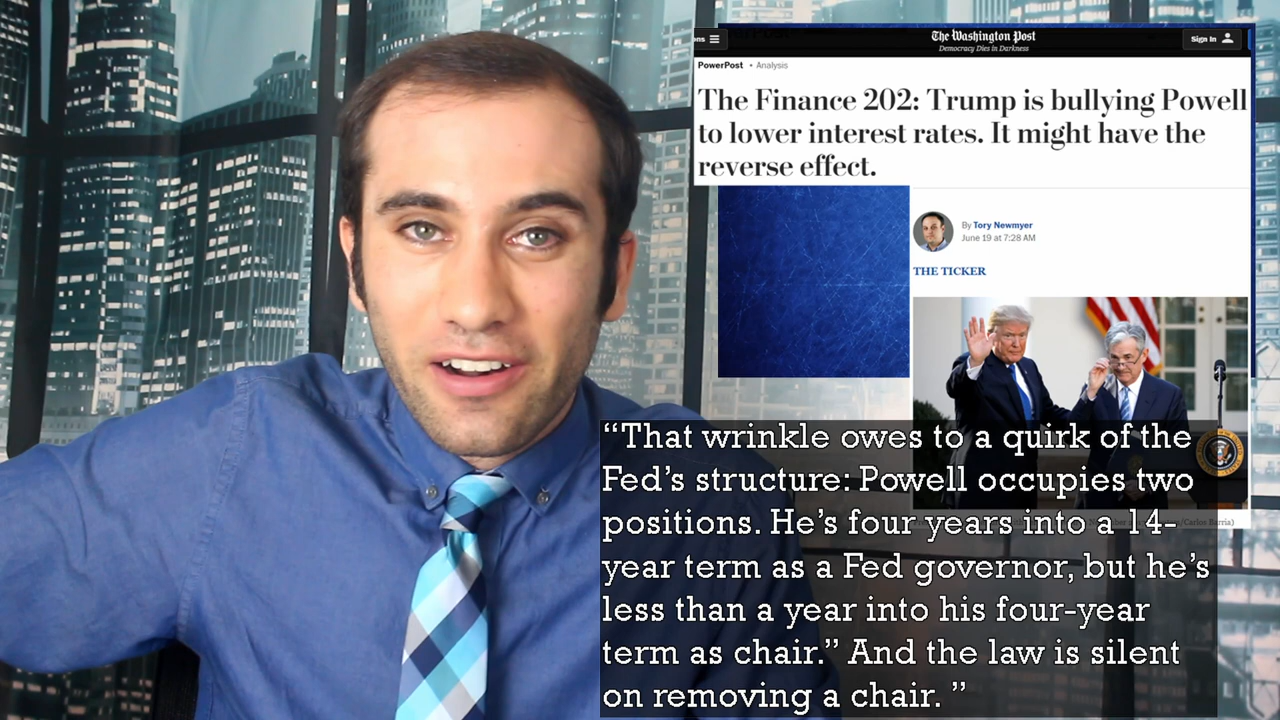 ns
The Washington Post
Democracy Dies in Darkness
Sign In
PowerPost • Analysis
The Finance 202: Trump is bullying Powell
to lower interest rates. It might have the
reverse effect.
By Tory Newmyer
June 19 at 7:28 AM
THE TICKER
“That wrinkle owes to a quirk of the
Fed’s structure: Powell occupies two
positions. He’s four years into a 14-
year term as a Fed governor, but he’s
less than a year into his four-year
term as chair.” And the law is silent
on removing a chair. ”